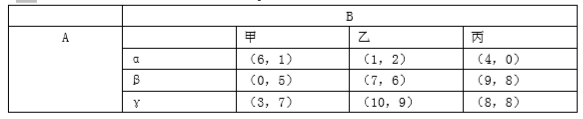 B
A 甲 乙 丙
α (6, 1) (1, 2) (4, 0)
β (0, 5) (7, 6) (9, 8)
γ (3, 7) (10, 9) (8, 8)